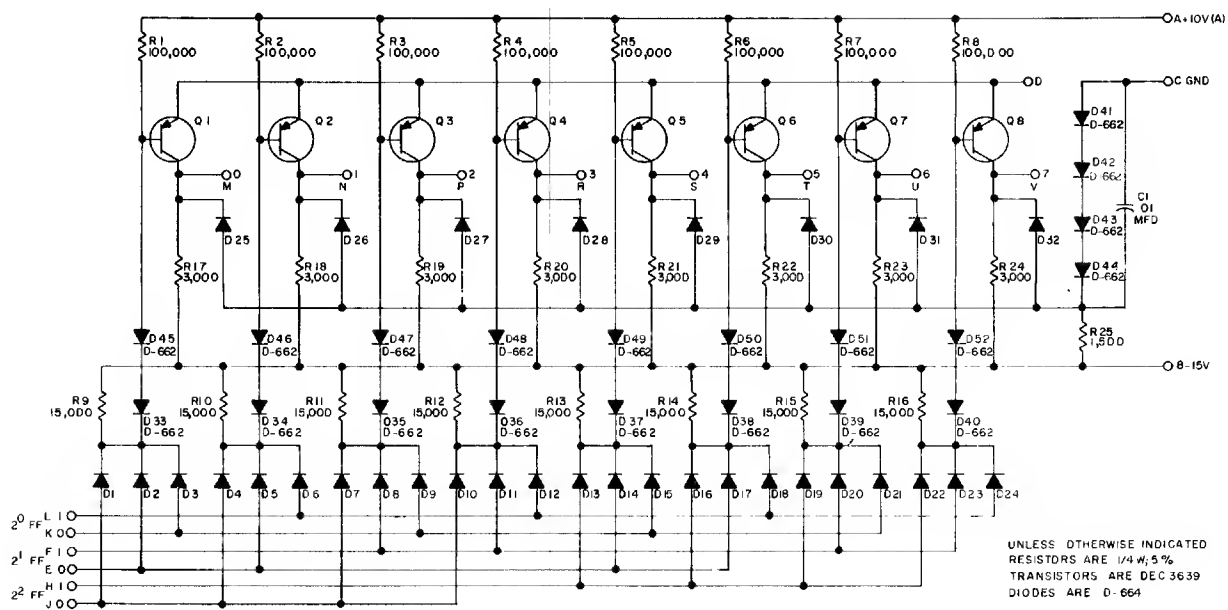 A+10V(A)
R1
100,000
R2
100,000
R3
100,000
R4
100,000
R5
100,000
R6
100,000
R7
100,000
R8
100,000
D
C GND
Q1
Q2
Q3
Q4
Q5
Q6
Q7
Q8
D41
D-662
D42
D-662
D43
D-662
D44
D-662
C1
.01
MFD
0
M
1
N
2
P
3
R
4
S
5
T
6
U
7
V
D25
D26
D27
D28
D29
D30
D31
D32
R17
3,000
R18
3,000
R19
3,000
R20
3,000
R21
3,000
R22
3,000
R23
3,000
R24
3,000
R25
1,500
D45
D-662
D46
D-662
D47
D-662
D48
D-662
D49
D-662
D50
D-662
D51
D-662
D52
D-662
B-15V
R9
15,000
R10
15,000
R11
15,000
R12
15,000
R13
15,000
R14
15,000
R15
15,000
R16
15,000
D33
D-662
D34
D-662
Q35
D-662
Q36
D-662
D37
D-662
D38
D-662
D39
D-662
D40
D-662
D1
D2
D3
D4
D5
D6
D7
D8
D9
D10
D11
D12
D13
D14
D15
D16
D17
D18
D19
D20
D21
D22
D23
D24
2⁰ FF
L 1
K 0
2¹ FF
F 1
E 0
2² FF
H 1
J 0
UNLESS OTHERWISE INDICATED
RESISTORS ARE 1/4 W; 5%
TRANSISTORS ARE DEC 3639
DIODES ARE D-664